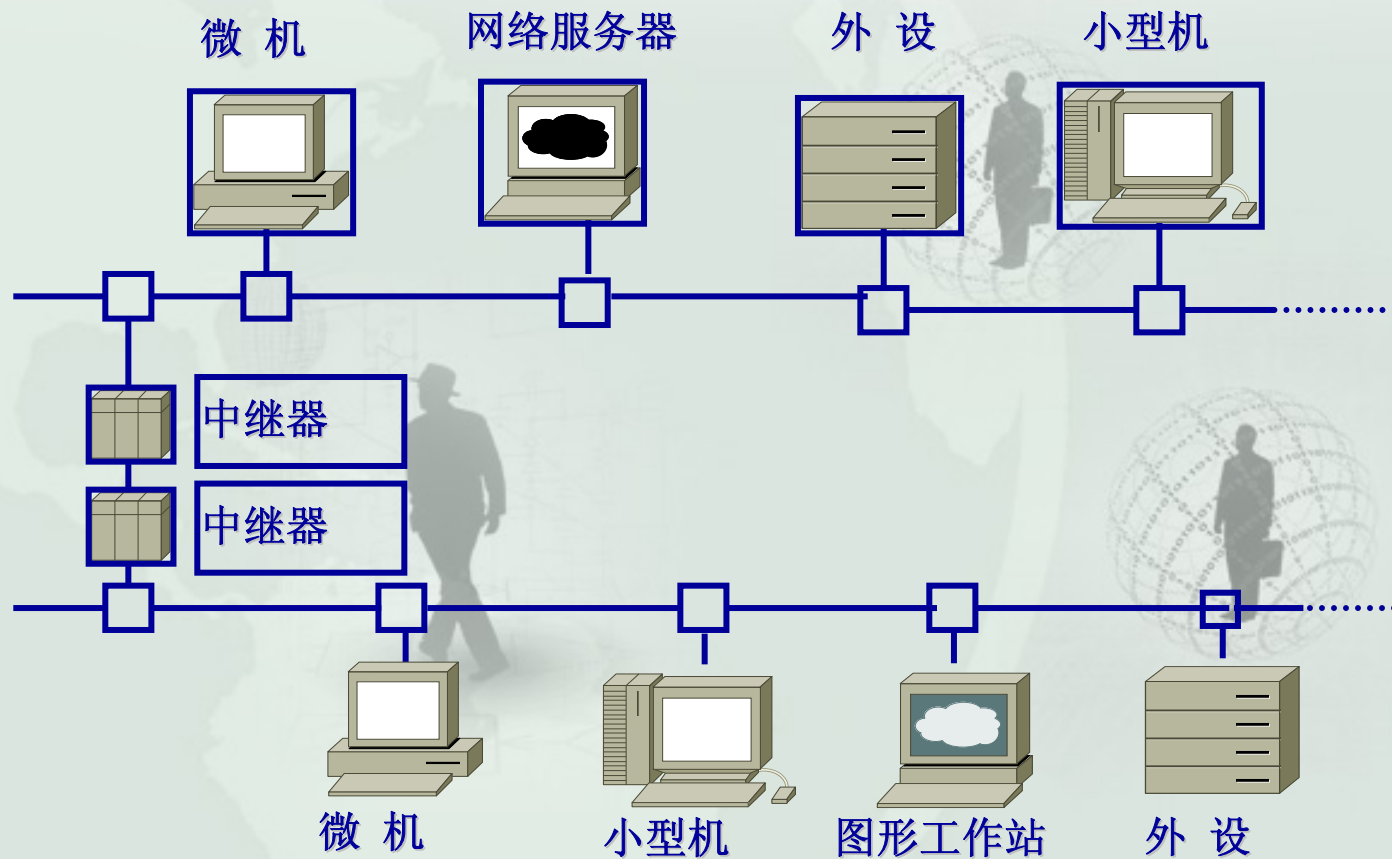 微 机
网络服务器
外 设
小型机
中继器
中继器
微 机
小型机
图形工作站
外 设